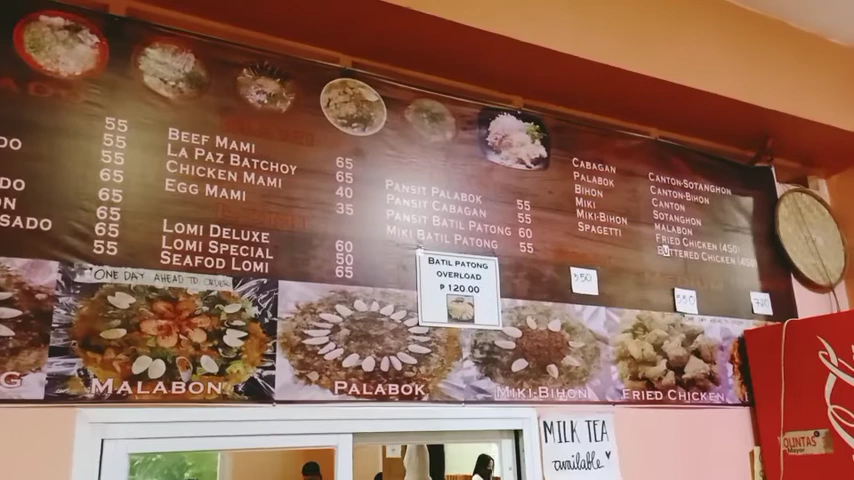 55
55
55
65
65
65
65
55
DO
DO
ON
SADO
BEEF MAMI
LA PAZ BATCHOY 65
CHICKEN MAMI 65
EGG MAMI 40
35
LOMI DELUXE 60
LOMI SPECIAL 50
SEAFOD LOMI 65
PANSIT PALABOK 55
PANSIT CABAGAN 55
PANSIT BATIL PATONG 60
MIKI BATIL PATONG 55
BATIL PATONG
OVERLOAD
₱ 120.00
CABAGAN
PALABOK
BIHON
MIKI
MIKI-BIHON
SPAGETTI
350
CANTON-SOTANGHON
CANTON-BIHON
CANTON
SOTANGHON
MALABON
FRIED CHICKEN (450)
BUTTERED CHICKEN (450)
ONE DAY AHEAD TO ORDER
G
MALABON
PALABOK
MIKI-BIHON
FRIED CHICKEN
MILK TEA
available
QUINTAS
Mayor